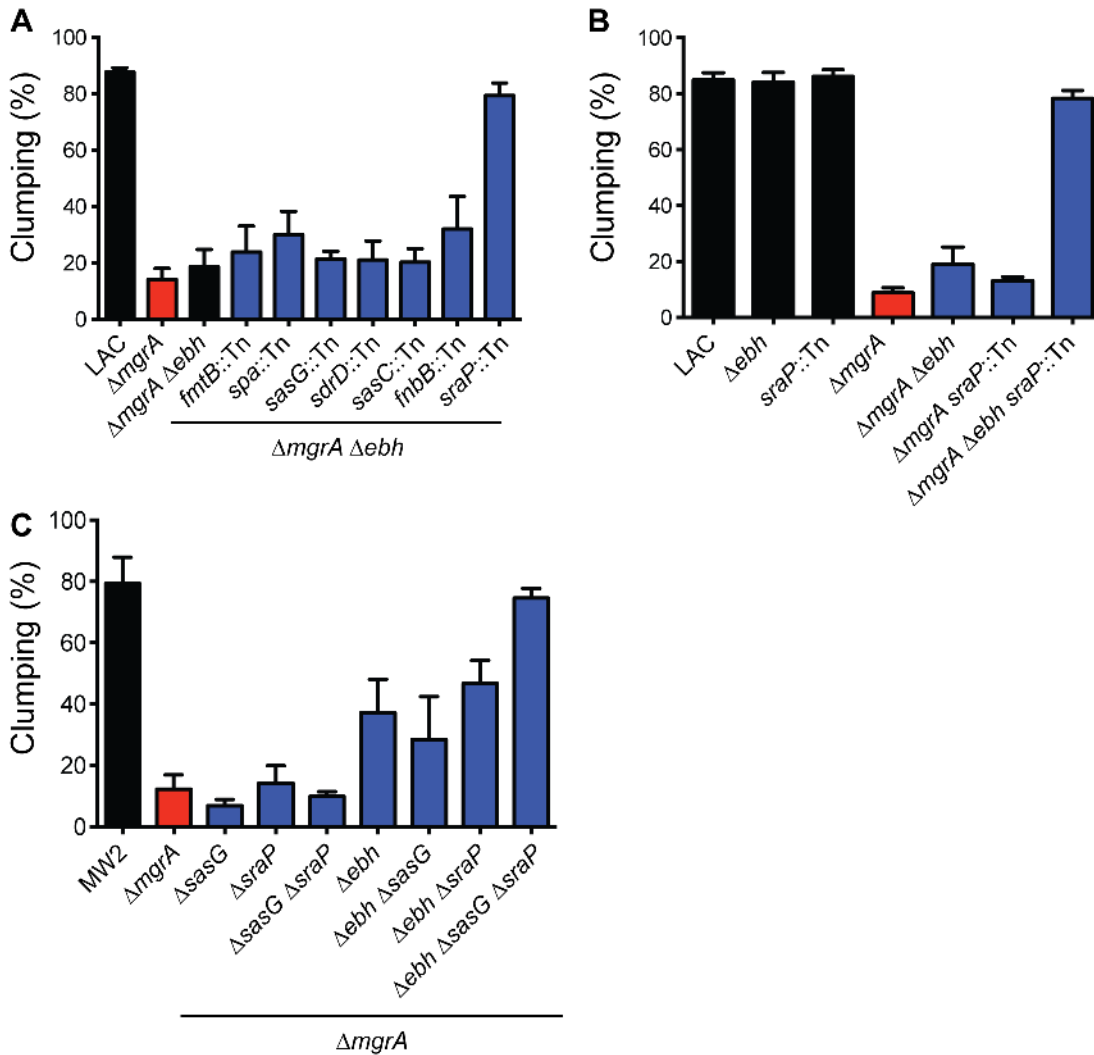 A
Clumping (%)
100
80
60
40
20
0
LAC
ΔmgrA
ΔmgrA Δebh
fmtB::Tn
spa::Tn
sasG::Tn
sdrD::Tn
sasC::Tn
fnbB::Tn
sraP::Tn
ΔmgrA Δebh
B
Clumping (%)
100
80
60
40
20
0
LAC
Δebh
sraP::Tn
ΔmgrA
ΔmgrA Δebh
ΔmgrA sraP::Tn
ΔmgrA Δebh sraP::Tn
C
Clumping (%)
100
80
60
40
20
0
MW2
ΔmgrA
ΔsasG
ΔsraP
ΔsasG ΔsraP
Δebh
Δebh ΔsasG
Δebh ΔsraP
Δebh ΔsasG ΔsraP
ΔmgrA